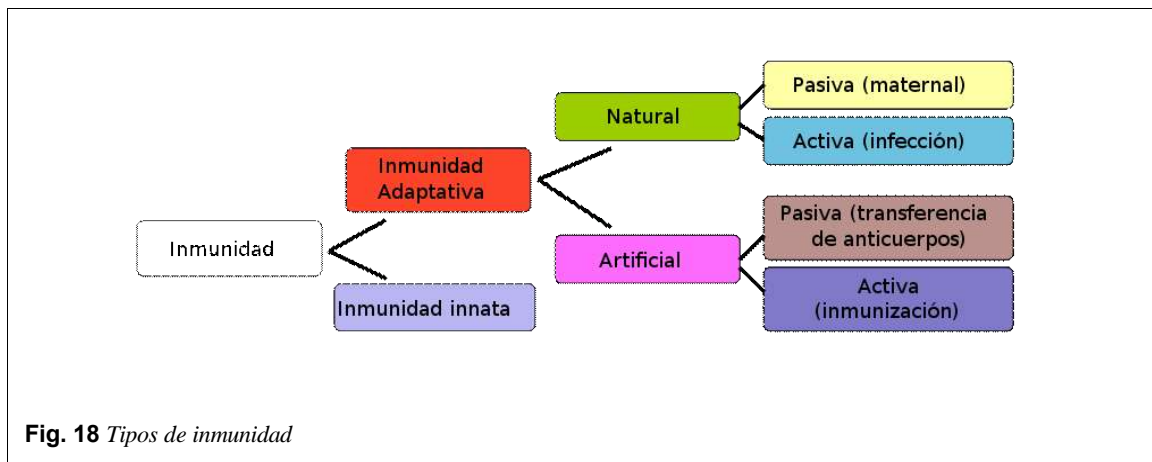 Inmunidad
Inmunidad
Adaptativa
Inmunidad innata
Natural
Artificial
Pasiva (maternal)
Activa (infección)
Pasiva (transferencia
de anticuerpos)
Activa
(inmunización)
Fig. 18 Tipos de inmunidad